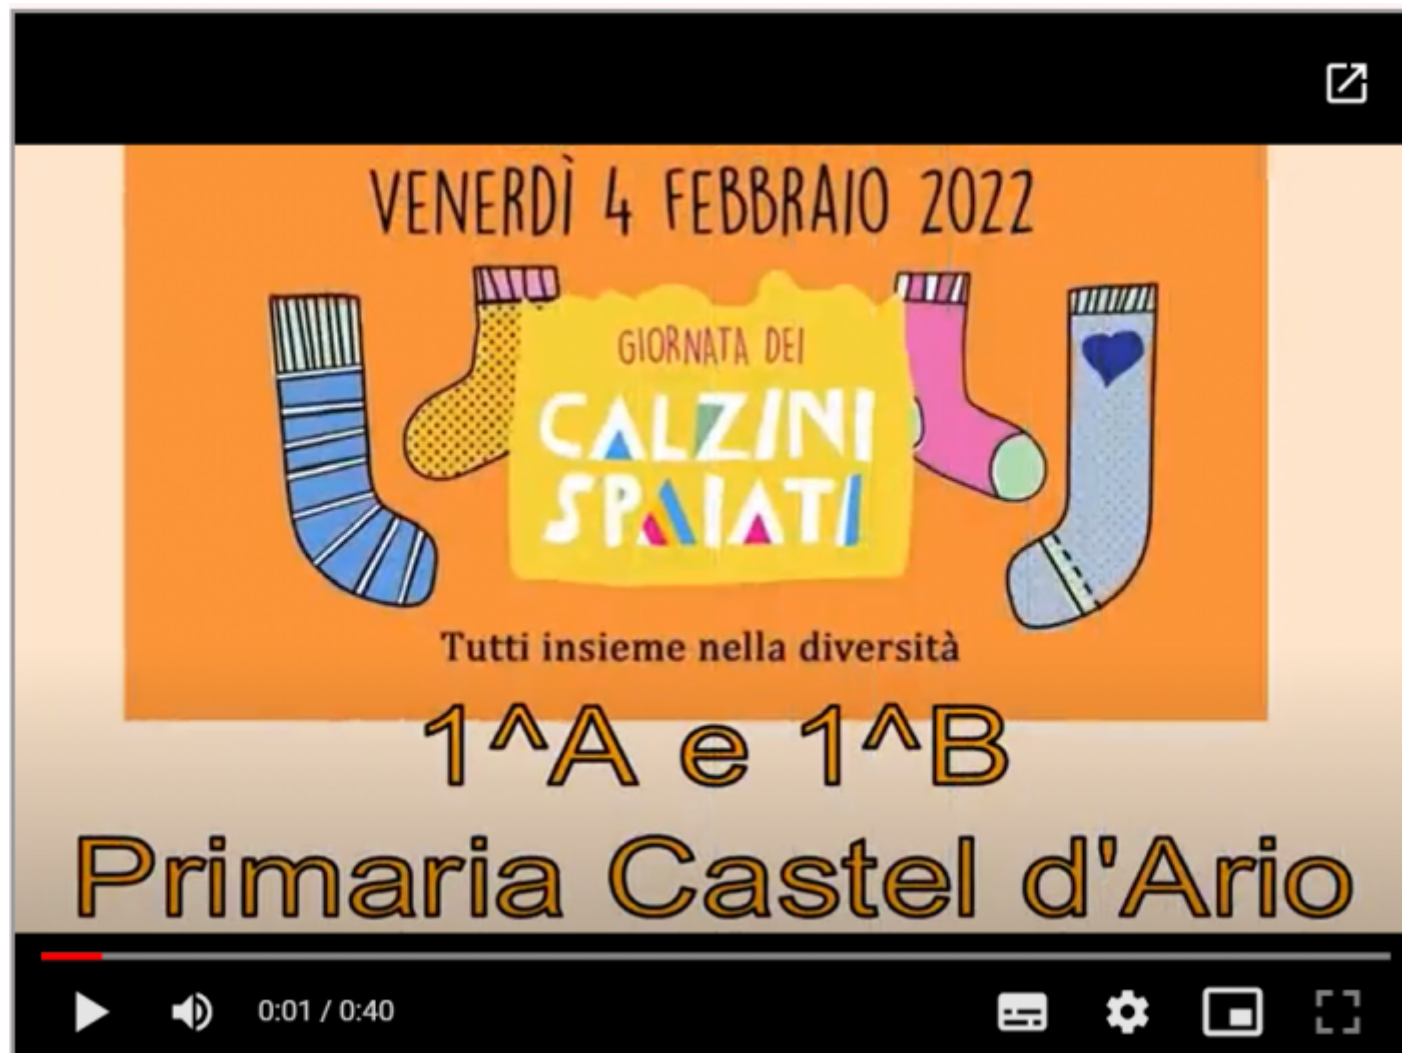 VENERDÌ 4 FEBBRAIO 2022
GIORNATA DEI
CALZINI
SPAIATI
Tutti insieme nella diversità
1^A e 1^B
Primaria Castel d'Ario
0:01 / 0:40